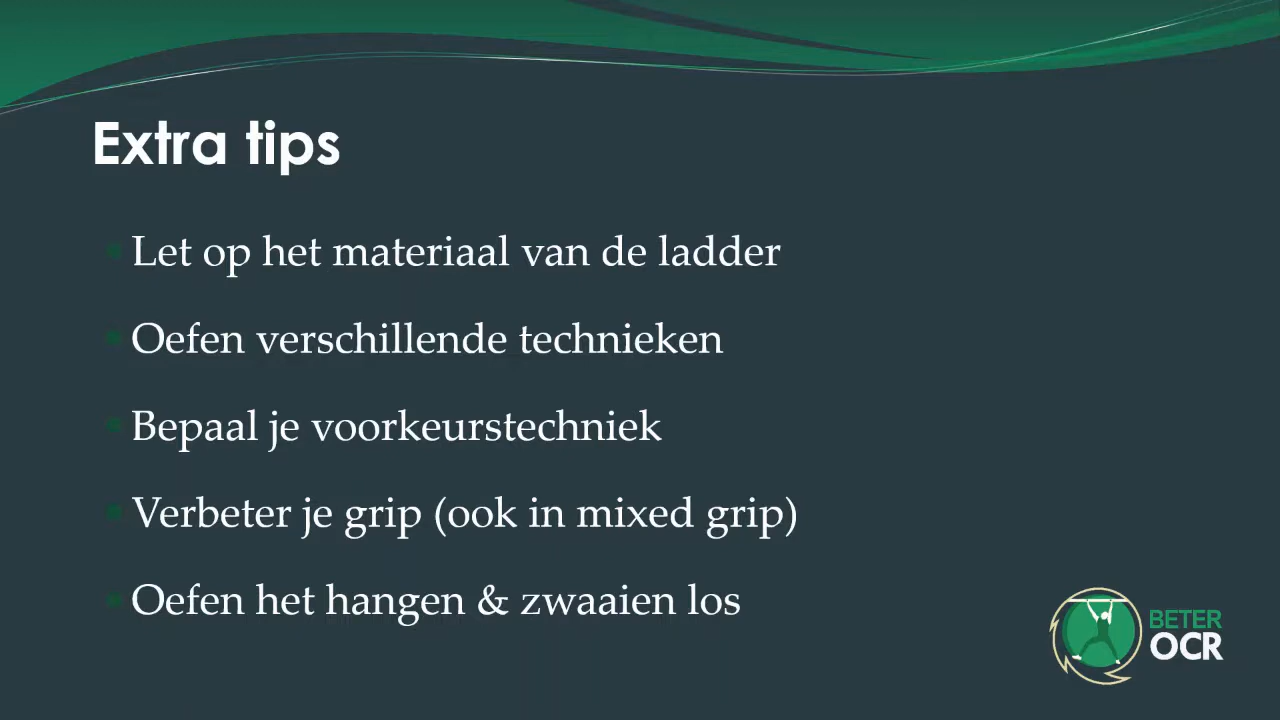 Extra tips
Let op het materiaal van de ladder
Oefen verschillende technieken
Bepaal je voorkeurstechniek
Verbeter je grip (ook in mixed grip)
Oefen het hangen & zwaaien los
BETER
OCR